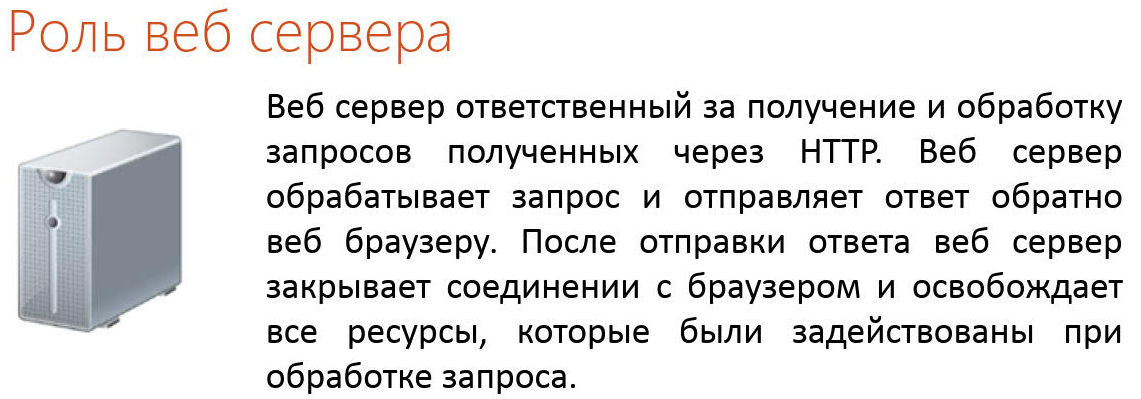 Роль веб сервера
Веб сервер ответственный за получение и обработку
запросов полученных через HTTP. Веб сервер
обрабатывает запрос и отправляет ответ обратно
веб браузеру. После отправки ответа веб сервер
закрывает соединении с браузером и освобождает
все ресурсы, которые были задействованы при
обработке запроса.